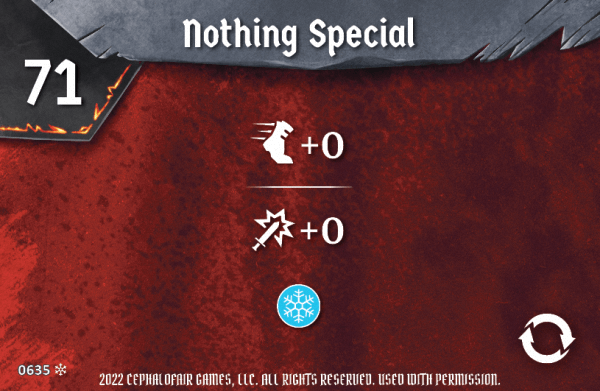 Nothing Special
71
+0
+0
0635
2022 CEPHALOFAIR GAMES, LLC. ALL RIGHTS RESERVED. USED WITH PERMISSION.